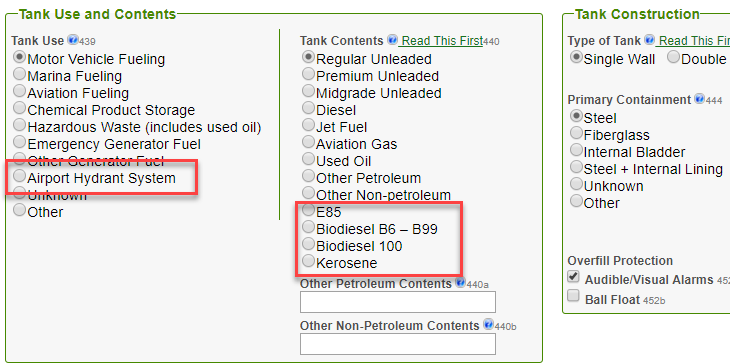 Tank Use and Contents
Tank Use 439
Motor Vehicle Fueling
Marina Fueling
Aviation Fueling
Chemical Product Storage
Hazardous Waste (includes used oil)
Emergency Generator Fuel
Other Generator Fuel
Airport Hydrant System
Unknown
Other
Tank Contents Read This First440
Regular Unleaded
Premium Unleaded
Midgrade Unleaded
Diesel
Jet Fuel
Aviation Gas
Used Oil
Other Petroleum
Other Non-petroleum
E85
Biodiesel B6 – B99
Biodiesel 100
Kerosene
Other Petroleum Contents 440a
Other Non-Petroleum Contents 440b
Tank Construction
Type of Tank Read This Fir
Single Wall Double
Primary Containment 444
Steel
Fiberglass
Internal Bladder
Steel + Internal Lining
Unknown
Other
Overfill Protection
Audible/Visual Alarms 452
Ball Float 452b